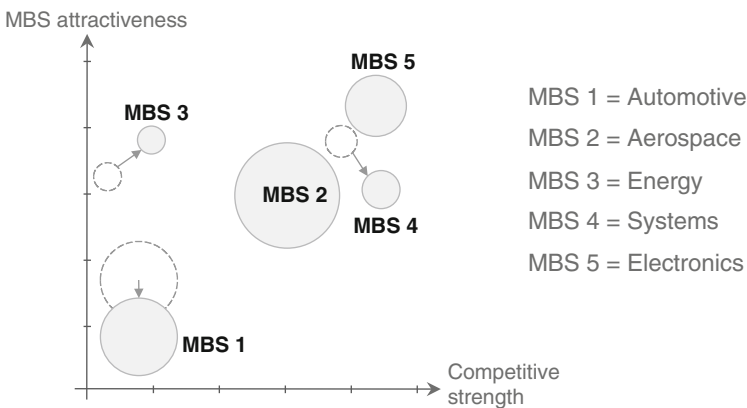 MBS attractiveness
MBS 5
MBS 3
MBS 2
MBS 4
MBS 1
MBS 1 = Automotive
MBS 2 = Aerospace
MBS 3 = Energy
MBS 4 = Systems
MBS 5 = Electronics
Competitive
strength